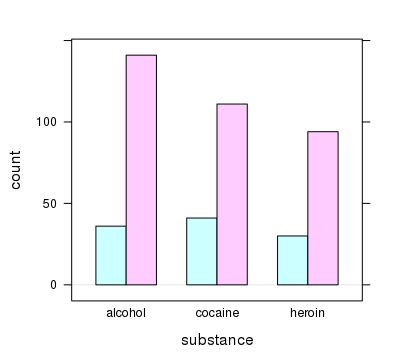 100
50
0
count
alcohol cocaine heroin
substance